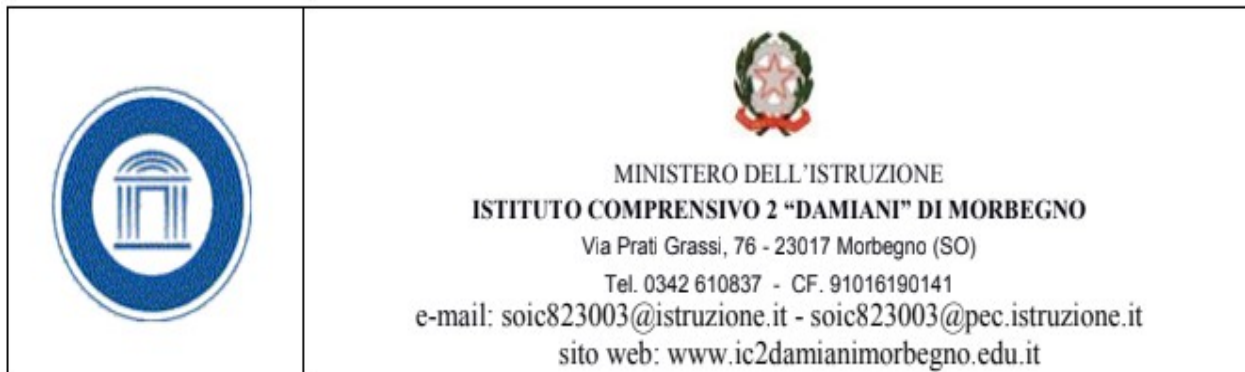 MINISTERO DELL’ISTRUZIONE
ISTITUTO COMPRENSIVO 2 “DAMIANI” DI MORBEGNO
Via Prati Grassi, 76 - 23017 Morbegno (SO)
Tel. 0342 610837 - CF. 91016190141
e-mail: soic823003@istruzione.it - soic823003@pec.istruzione.it
sito web: www.ic2damianimorbegno.edu.it